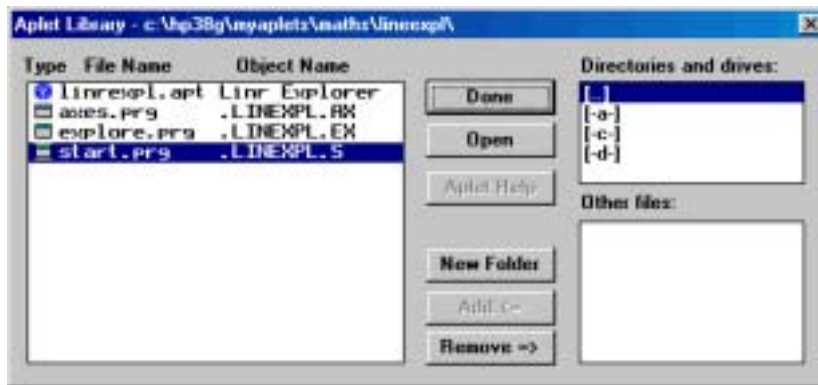 Aplet Library - c:\hp38g\myaplets\maths\lineexpl\
Type File Name Object Name
linrexpl.apt Linr Explorer
axes.prg .LINEXPL.AX
explore.prg .LINEXPL.EX
start.prg .LINEXPL.S
Done
Open
Aplet Help
New Folder
Add <=
Remove =>
Directories and drives:
[..]
[-a-]
[-c-]
[-d-]
Other files: